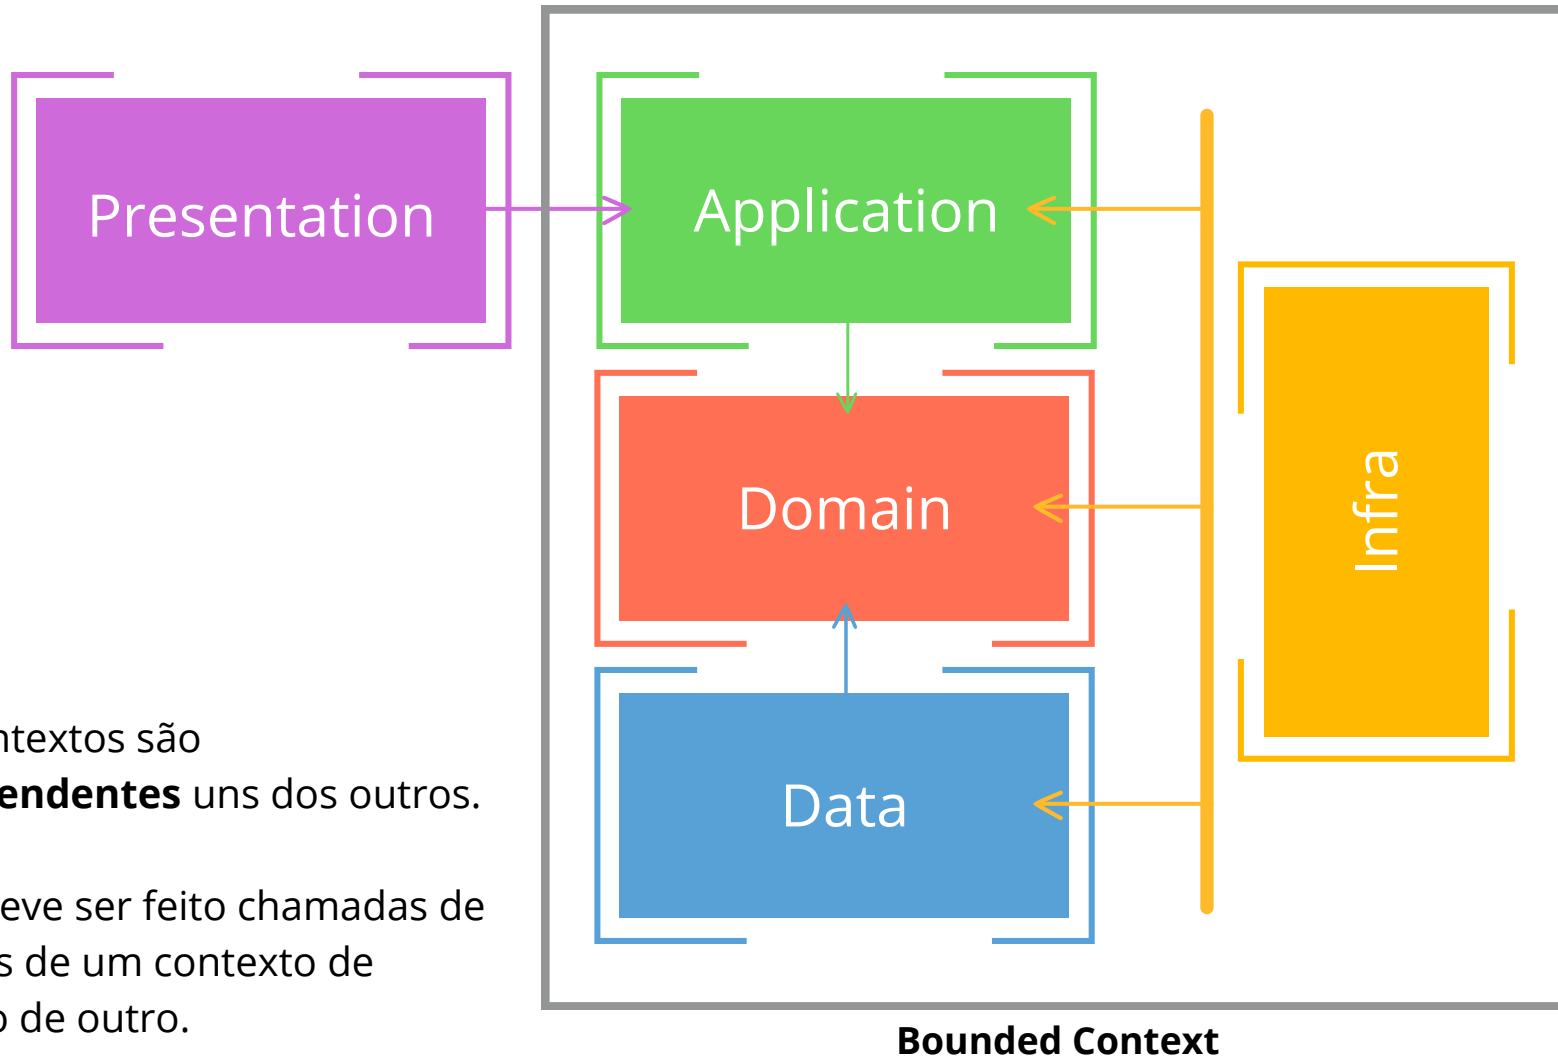 Presentation
Application
Domain
Infra
Data
ntextos são
endentes uns dos outros.
eve ser feito chamadas de
s de um contexto de
o de outro.
Bounded Context